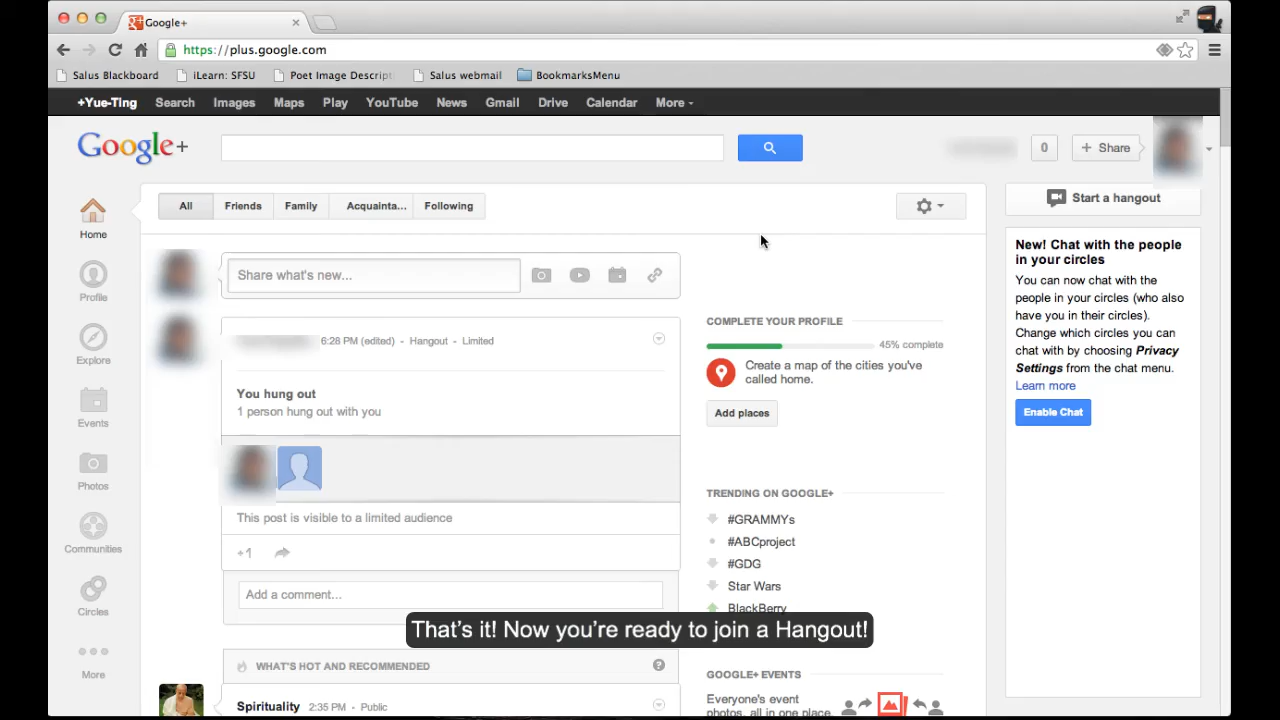 Google+
https://plus.google.com
Salus Blackboard
iLearn: SFSU
Poet Image Descript
Salus webmail
BookmarksMenu
+Yue-Ting Search Images Maps Play YouTube News Gmail Drive Calendar More
Google+
0
+ Share
All Friends Family Acquainta... Following
Start a hangout
Home
Profile
Explore
Events
Photos
Communities
Circles
More
Share what's new...
6:28 PM (edited) - Hangout - Limited
You hung out
1 person hung out with you
This post is visible to a limited audience
+1
Add a comment...
WHAT'S HOT AND RECOMMENDED
?
Spirituality 2:35 PM - Public
COMPLETE YOUR PROFILE
45% complete
Create a map of the cities you've
called home.
Add places
TRENDING ON GOOGLE+
#GRAMMYs
#ABCproject
#GDG
Star Wars
BlackBerry
GOOGLE+ EVENTS
Everyone's event
photos, all in one place.
New! Chat with the people
in your circles
You can now chat with the
people in your circles (who also
have you in their circles).
Change which circles you can
chat with by choosing Privacy
Settings from the chat menu.
Learn more
Enable Chat
That's it! Now you're ready to join a Hangout!